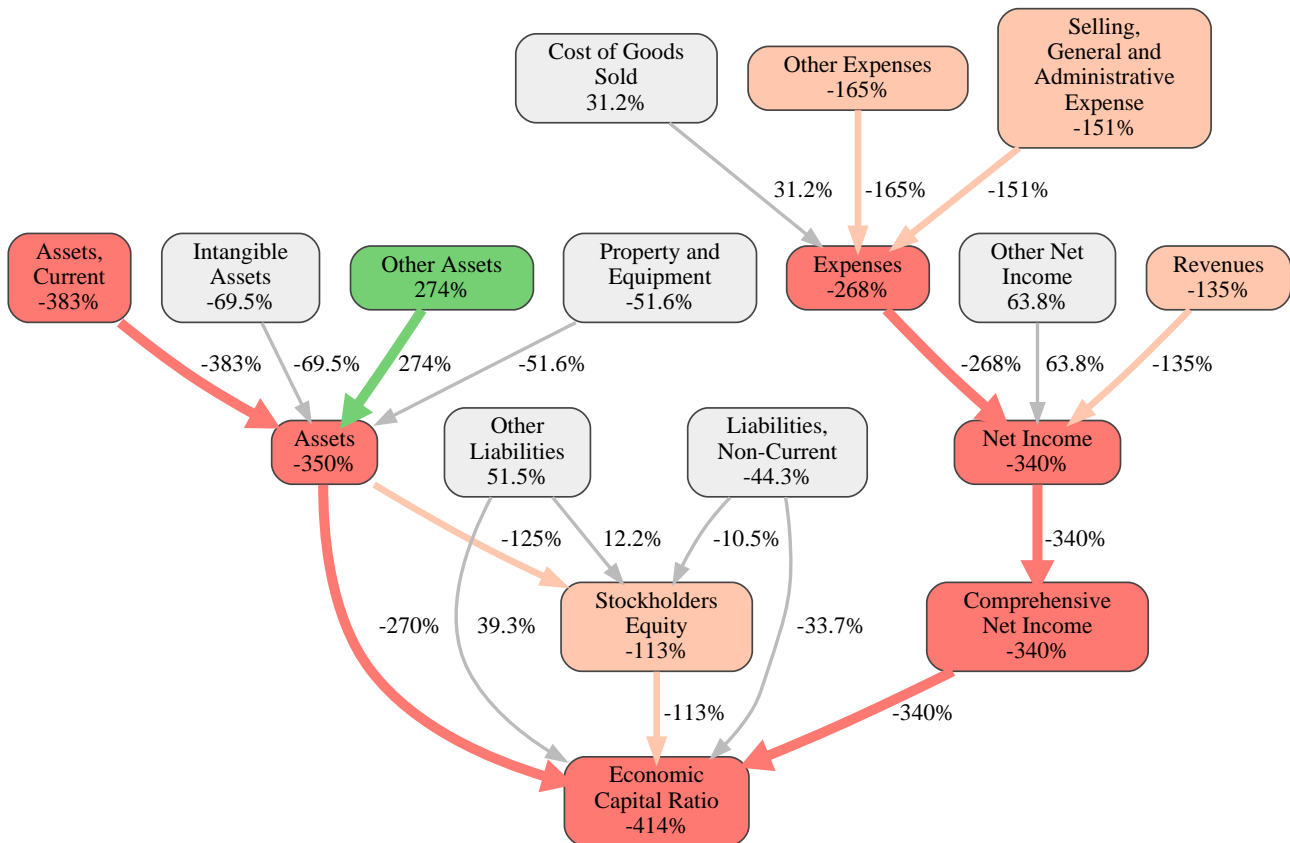 Cost of Goods
Sold
31.2%
Other Expenses
-165%
Selling,
General and
Administrative
Expense
-151%
31.2%
-165%
-151%
Assets,
Current
-383%
Intangible
Assets
-69.5%
Other Assets
274%
Property and
Equipment
-51.6%
Expenses
-268%
Other Net
Income
63.8%
Revenues
-135%
-383%
-69.5%
274%
-51.6%
-268%
63.8%
-135%
Assets
-350%
Other
Liabilities
51.5%
Liabilities,
Non-Current
-44.3%
Net Income
-340%
-125%
12.2%
-10.5%
-340%
-270%
39.3%
Stockholders
Equity
-113%
-33.7%
Comprehensive
Net Income
-340%
-113%
-340%
Economic
Capital Ratio
-414%